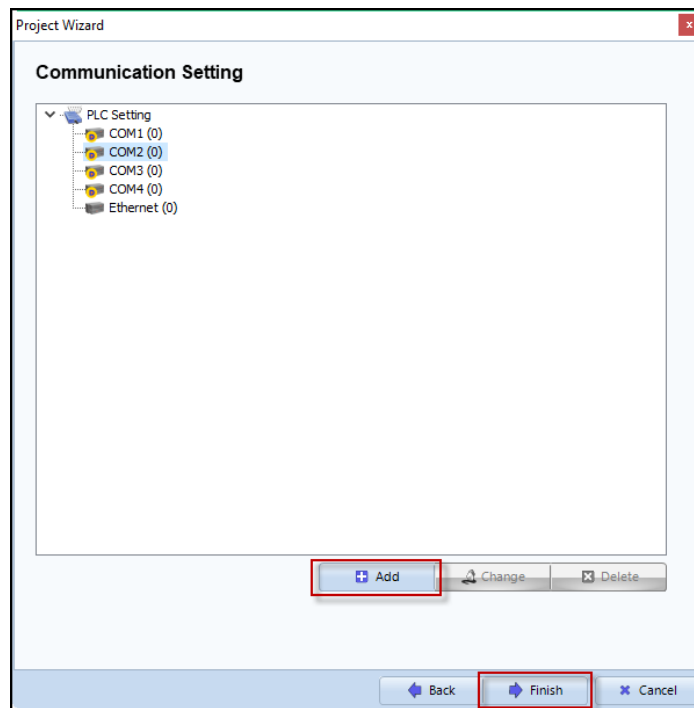 Project Wizard
x
Communication Setting
PLC Setting
COM1 (0)
COM2 (0)
COM3 (0)
COM4 (0)
Ethernet (0)
Add Change Delete
Back Finish Cancel